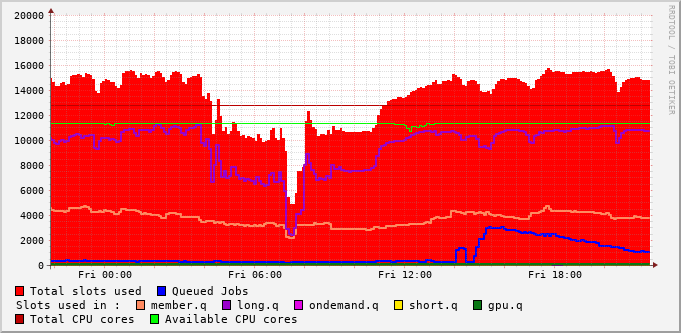 20000
18000
16000
14000
12000
10000
8000
6000
4000
2000
0
Fri 00:00 Fri 06:00 Fri 12:00 Fri 18:00
RRDTOOL / TOBI OETIKER
Total slots used Queued Jobs
Slots used in : member.q long.q ondemand.q short.q gpu.q
Total CPU cores Available CPU cores